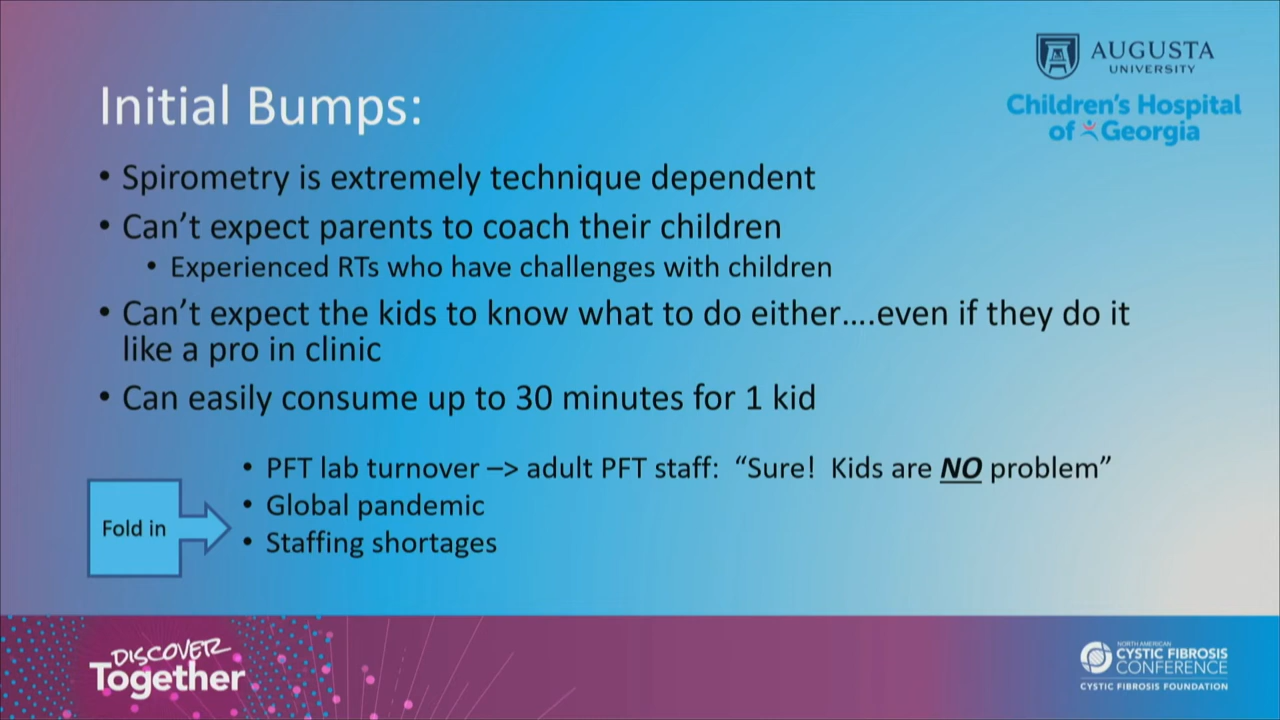 AUGUSTA
UNIVERSITY
Children's Hospital
of Georgia
Initial Bumps:
• Spirometry is extremely technique dependent
• Can't expect parents to coach their children
• Experienced RTs who have challenges with children
• Can't expect the kids to know what to do either….even if they do it
like a pro in clinic
• Can easily consume up to 30 minutes for 1 kid
Fold in
• PFT lab turnover –> adult PFT staff: “Sure! Kids are NO problem”
• Global pandemic
• Staffing shortages
DISCOVER
Together
NORTH AMERICAN
CYSTIC FIBROSIS
CONFERENCE
CYSTIC FIBROSIS FOUNDATION